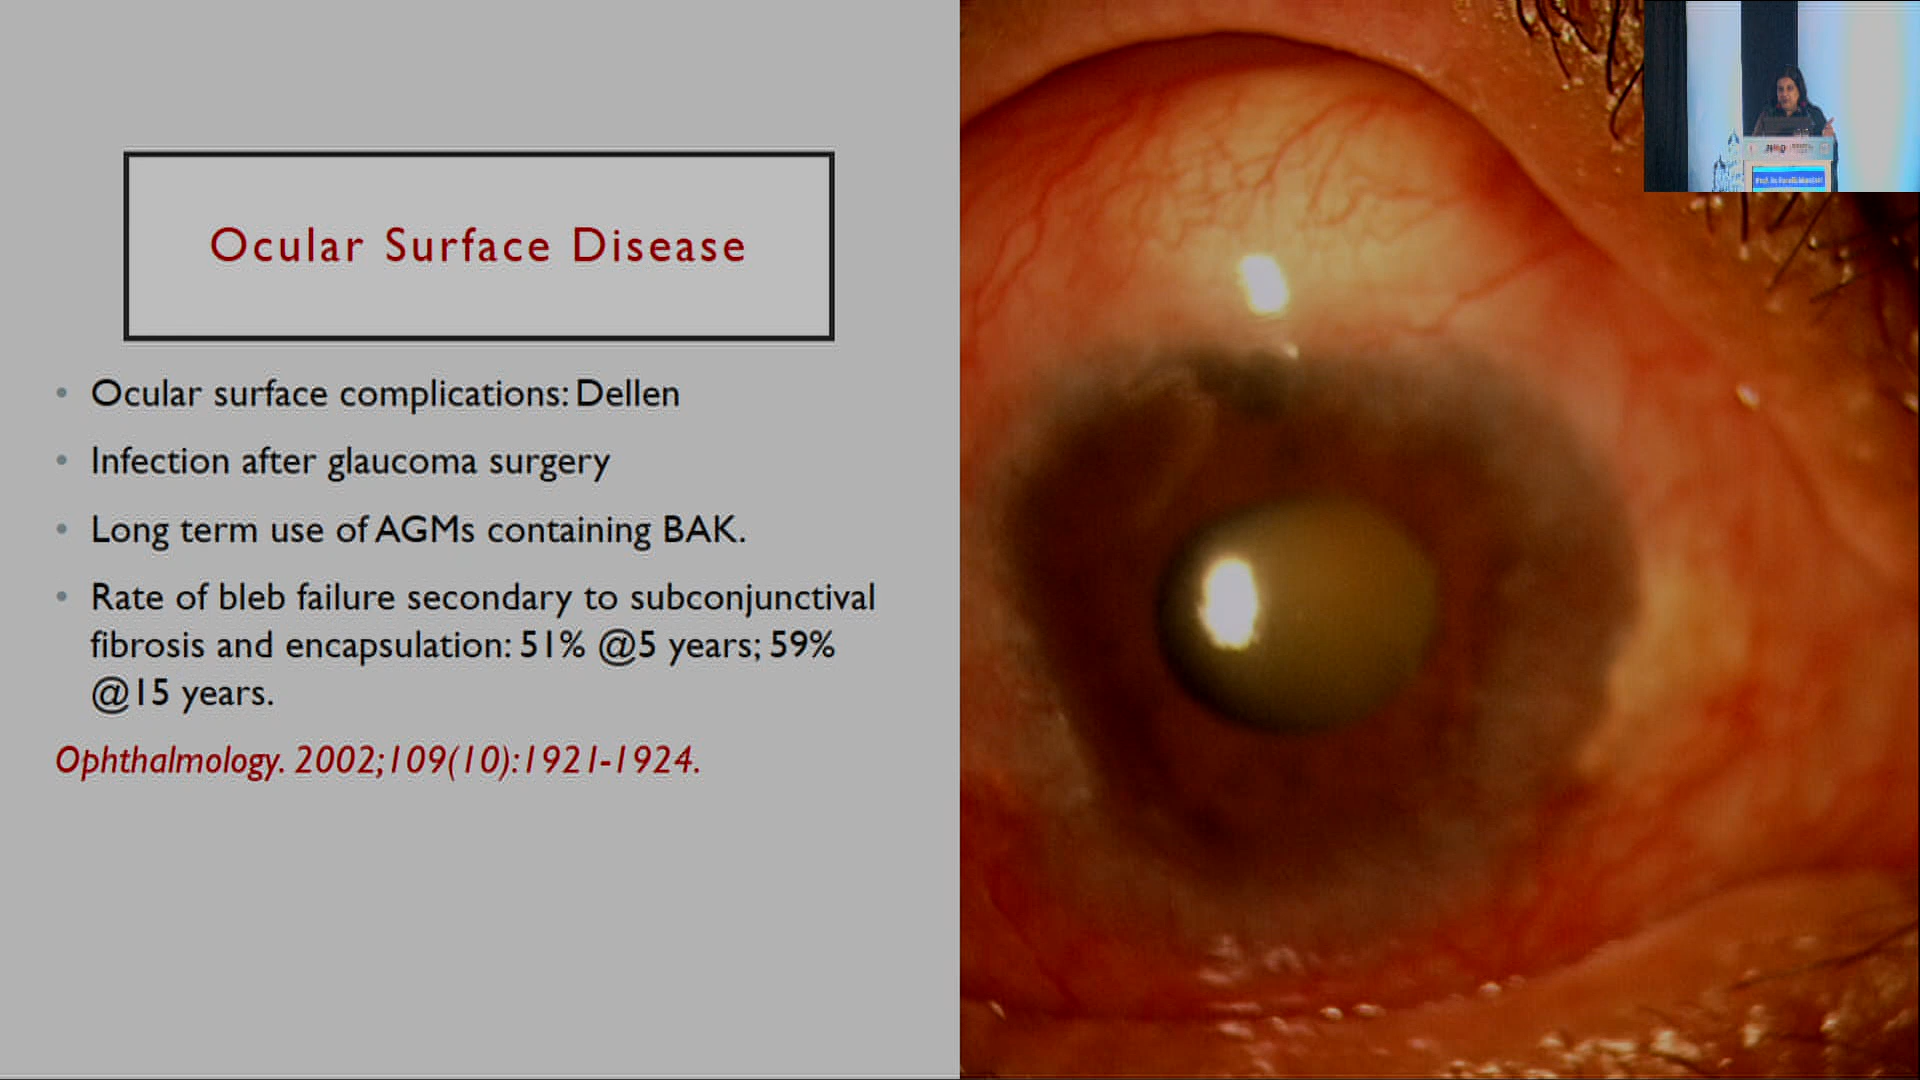 Ocular Surface Disease
• Ocular surface complications: Dellen
• Infection after glaucoma surgery
• Long term use of AGMs containing BAK.
• Rate of bleb failure secondary to subconjunctival
fibrosis and encapsulation: 51% @5 years; 59%
@15 years.
Ophthalmology. 2002;109(10):1921-1924.